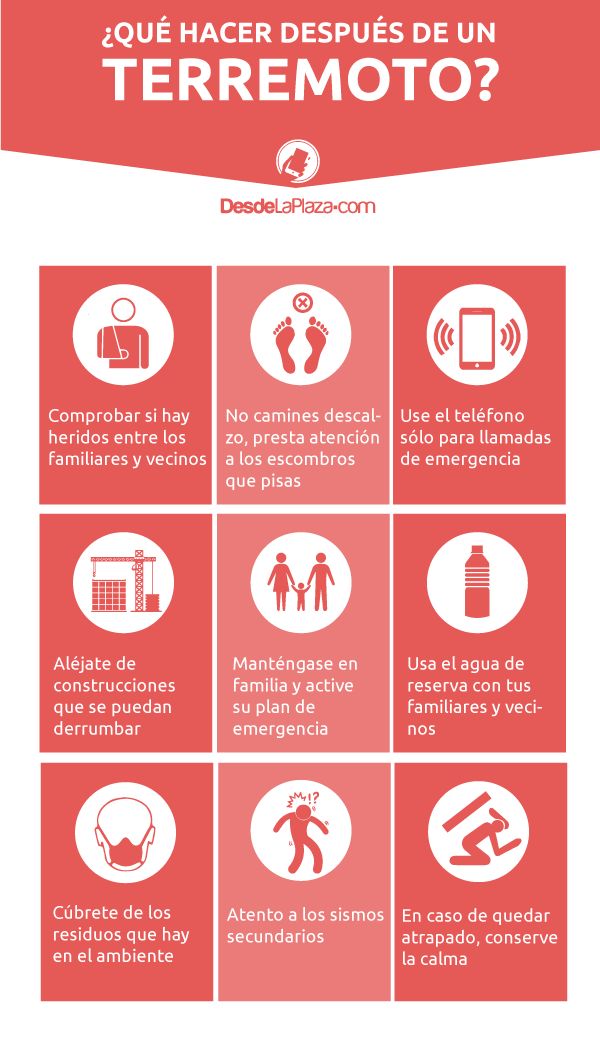 ¿QUÉ HACER DESPUÉS DE UN
TERREMOTO?
DesdeLaPlaza.com
Comprobar si hay
heridos entre los
familiares y vecinos
No camines descal-
zo, presta atención
a los escombros
que pisas
Use el teléfono
sólo para llamadas
de emergencia
Aléjate de
construcciones
que se puedan
derrumbar
Manténgase en
familia y active
su plan de
emergencia
Usa el agua de
reserva con tus
familiares y veci-
nos
Cúbrete de los
residuos que hay
en el ambiente
!?
Atento a los sismos
secundarios
En caso de quedar
atrapado, conserve
la calma